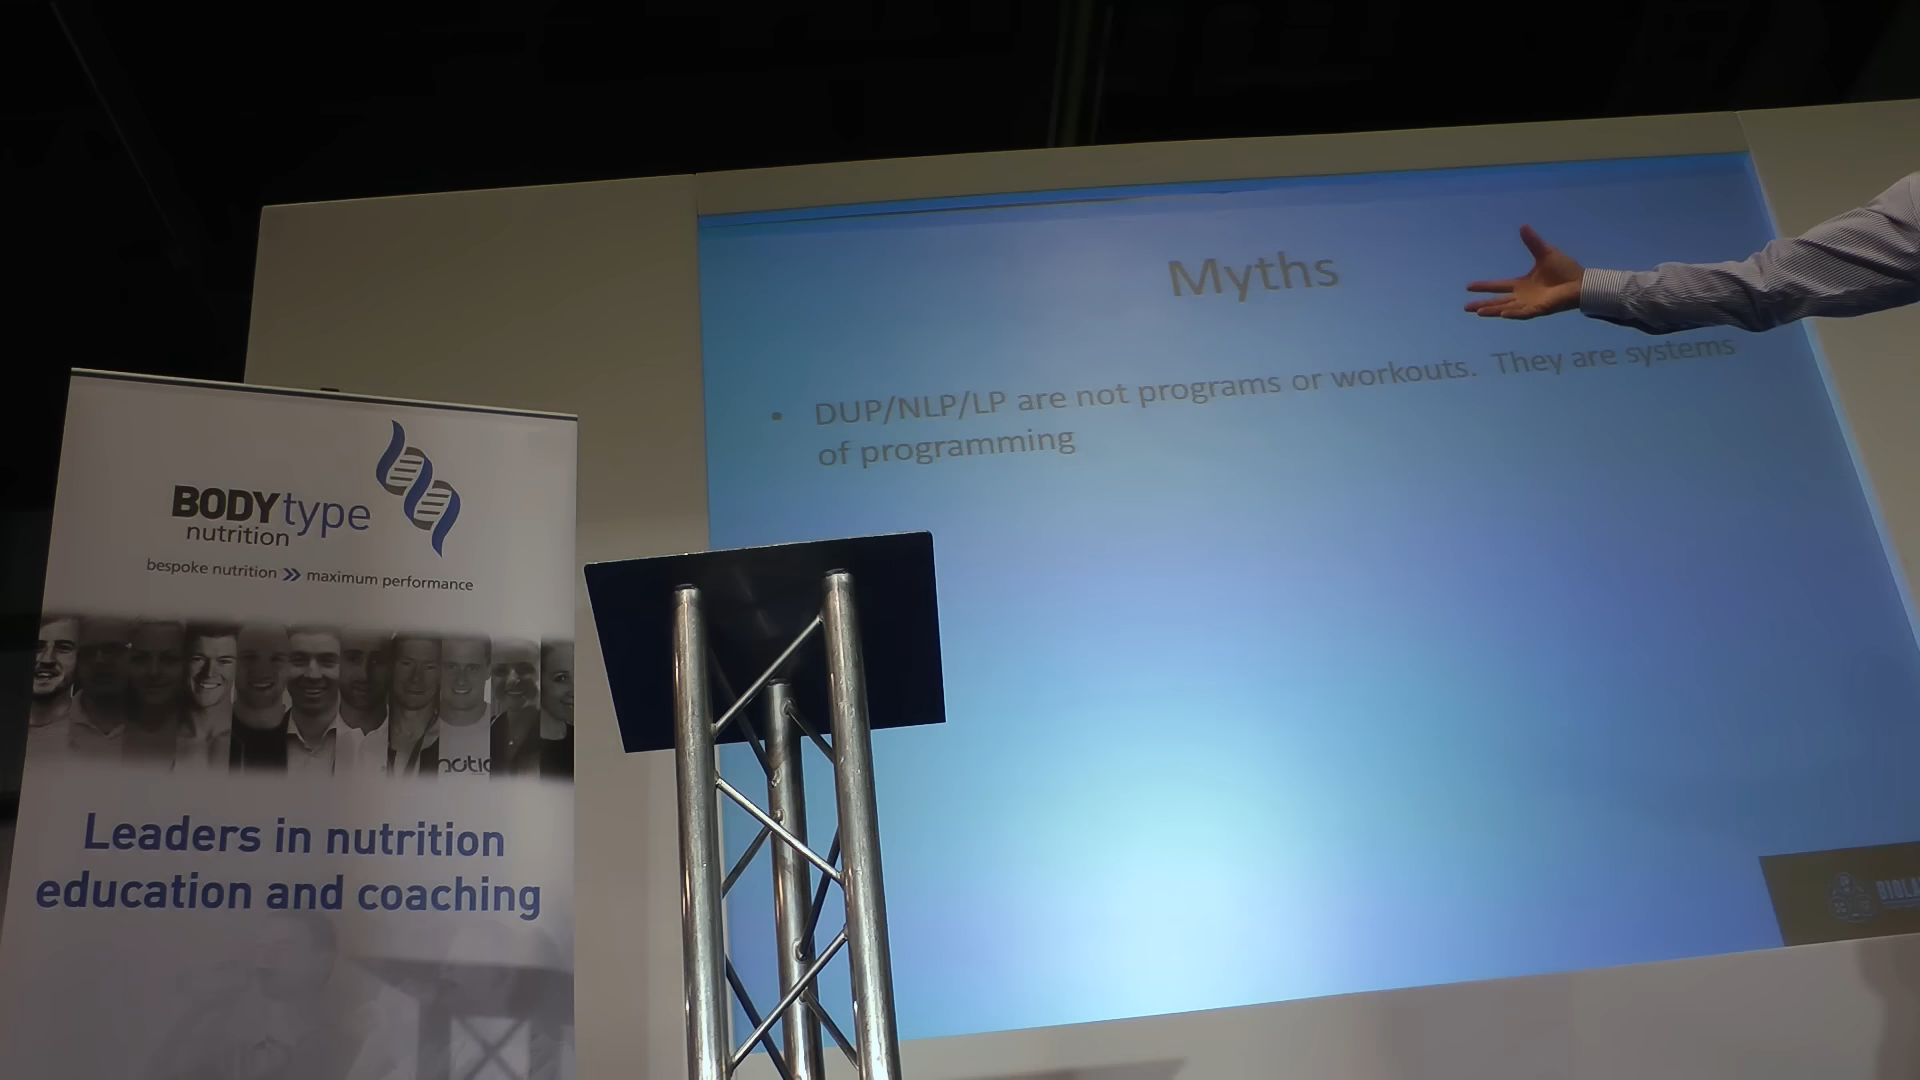 Myths
• DUP/NLP/LP are not programs or workouts. They are systems
of programming
BODYtype
nutrition
bespoke nutrition >> maximum performance
Leaders in nutrition
education and coaching